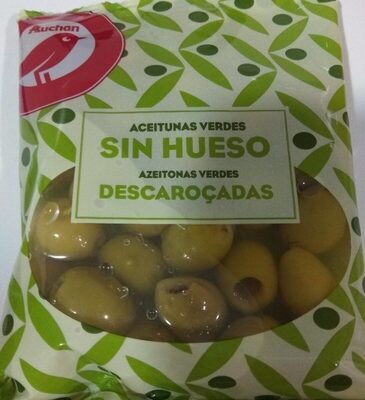 Auchan
ACEITUNAS VERDES
SIN HUESO
AZEITONAS VERDES
DESCAROÇADAS